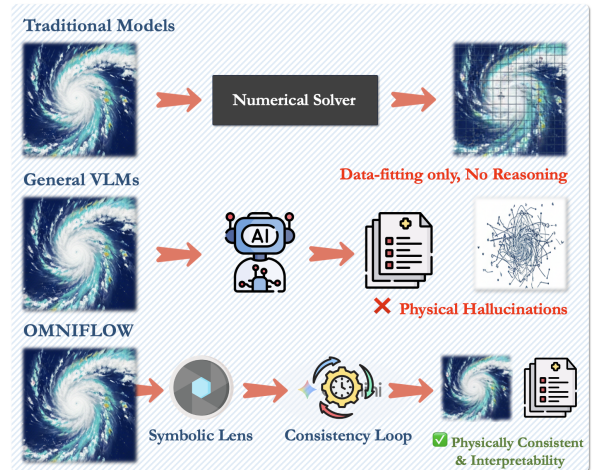 Traditional Models
Numerical Solver
Data-fitting only, No Reasoning
General VLMs
AI
Physical Hallucinations
OMNIFLOW
Symbolic Lens
Consistency Loop
Physically Consistent
& Interpretability